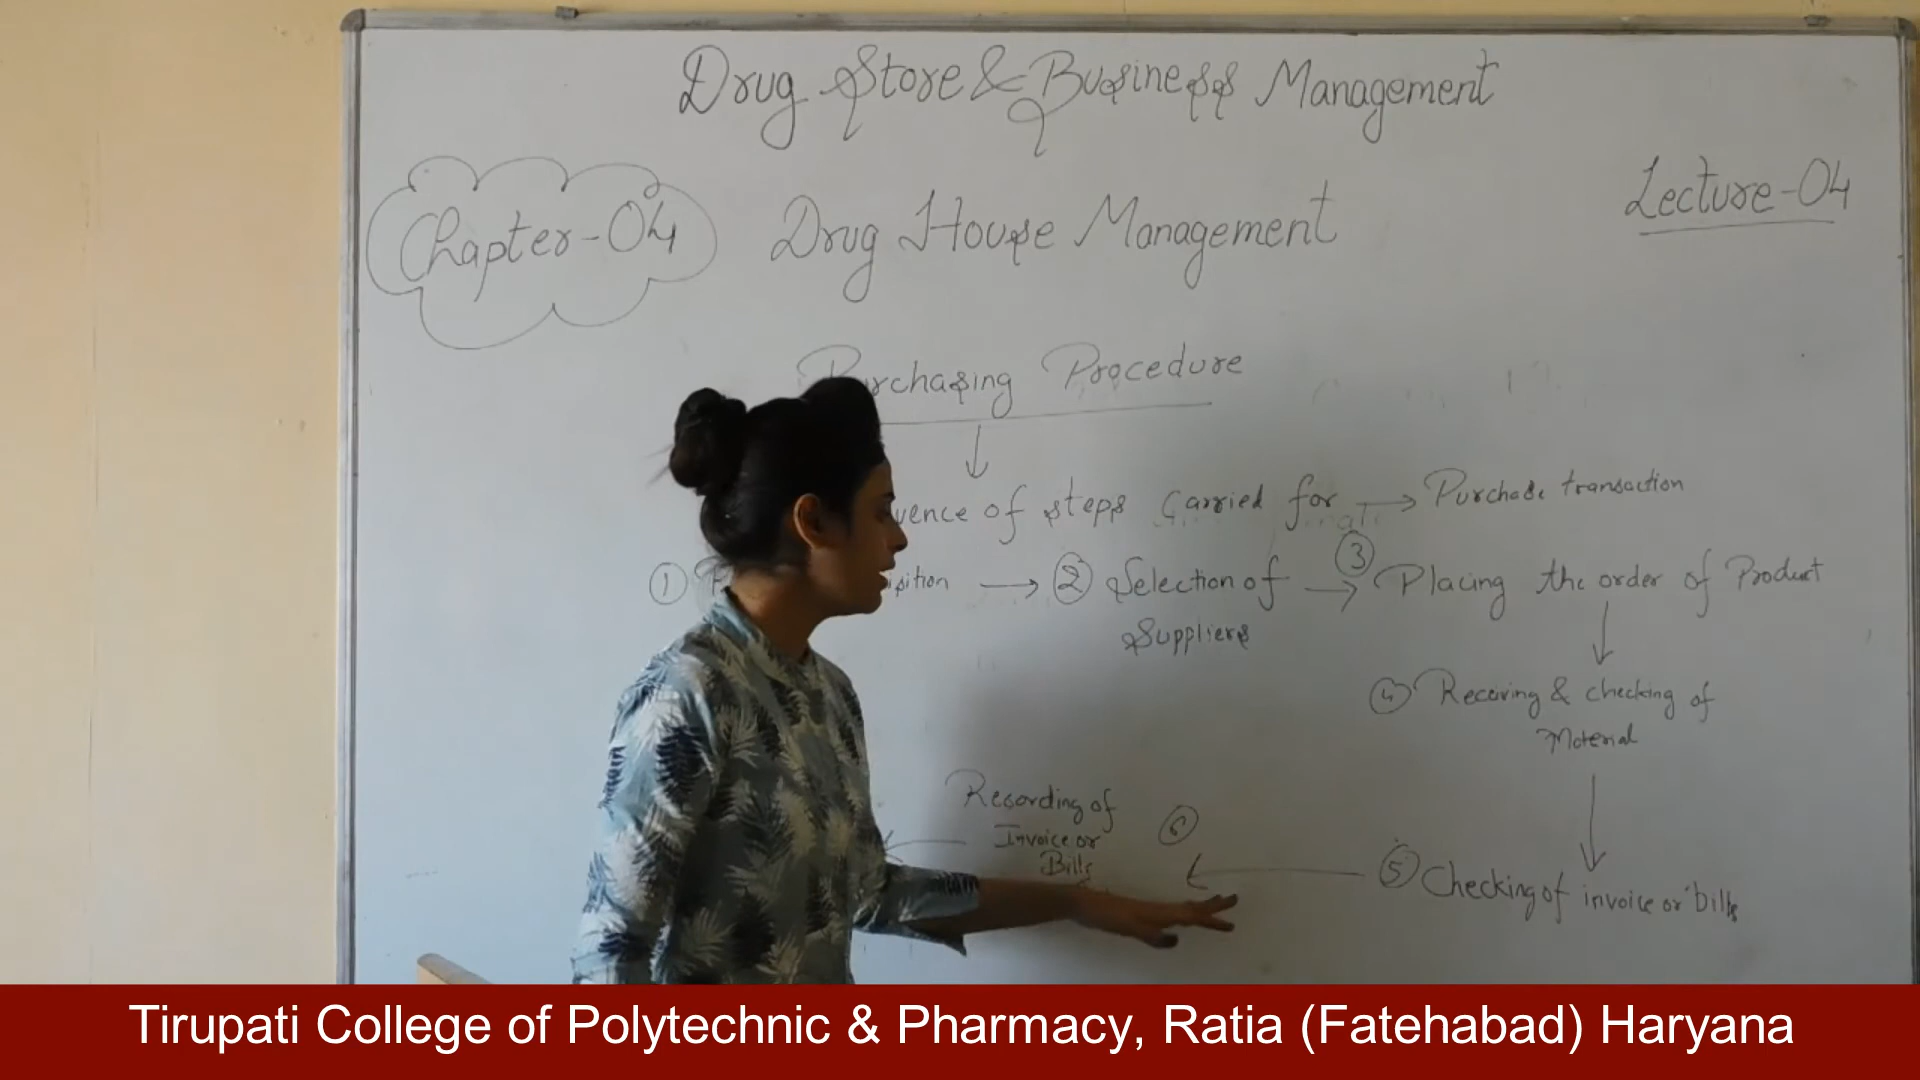 Drug Store & Business Management
Chapter-04
Drug House Management
Lecture-04
Purchasing Procedure
uence of steps carried for → Purchase transaction
① isition → ② Selection of → ③ Placing the order of Product
Suppliers
④ Receiving & checking of
Material
Recording of
Invoice or
Bills
⑥
⑤ Checking of invoice or bills
Tirupati College of Polytechnic & Pharmacy, Ratia (Fatehabad) Haryana